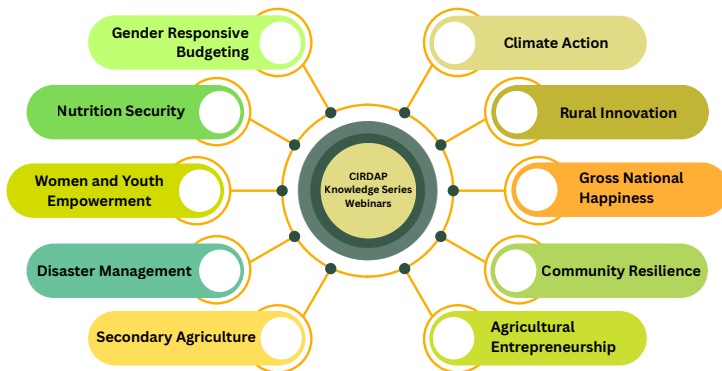 Gender Responsive
Budgeting
Climate Action
Nutrition Security
Rural Innovation
CIRDAP
Knowledge Series
Webinars
Women and Youth
Empowerment
Gross National
Happiness
Disaster Management
Community Resilience
Secondary Agriculture
Agricultural
Entrepreneurship